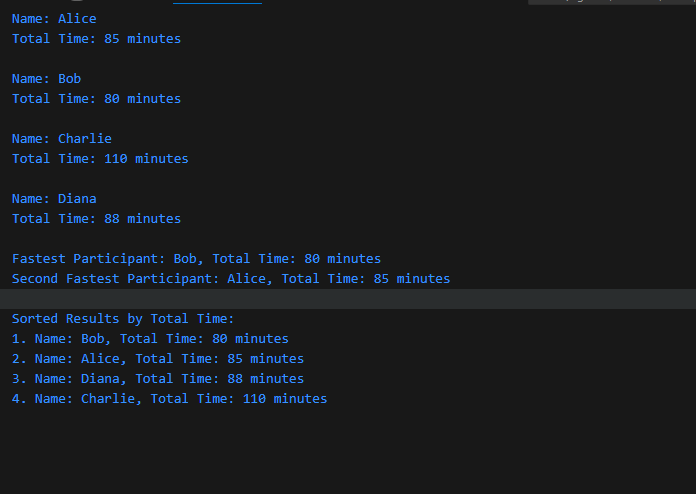 Name: Alice
Total Time: 85 minutes
Name: Bob
Total Time: 80 minutes
Name: Charlie
Total Time: 110 minutes
Name: Diana
Total Time: 88 minutes
Fastest Participant: Bob, Total Time: 80 minutes
Second Fastest Participant: Alice, Total Time: 85 minutes
Sorted Results by Total Time:
1. Name: Bob, Total Time: 80 minutes
2. Name: Alice, Total Time: 85 minutes
3. Name: Diana, Total Time: 88 minutes
4. Name: Charlie, Total Time: 110 minutes